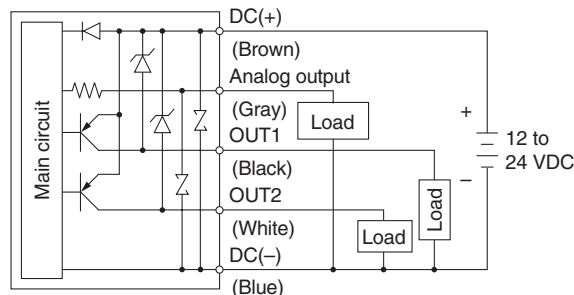 DC(+)
(Brown)
Analog output
(Gray)
OUT1
(Black)
OUT2
(White)
DC(–)
(Blue)
Main circuit
Load
Load
Load
+
–
12 to
24 VDC